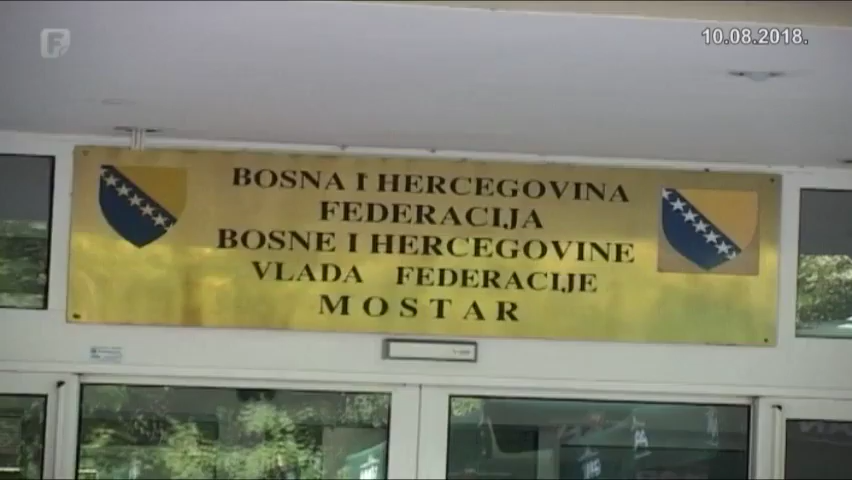 10.08.2018.
F
BOSNA I HERCEGOVINA
FEDERACIJA
BOSNE I HERCEGOVINE
VLADA FEDERACIJE
MOSTAR